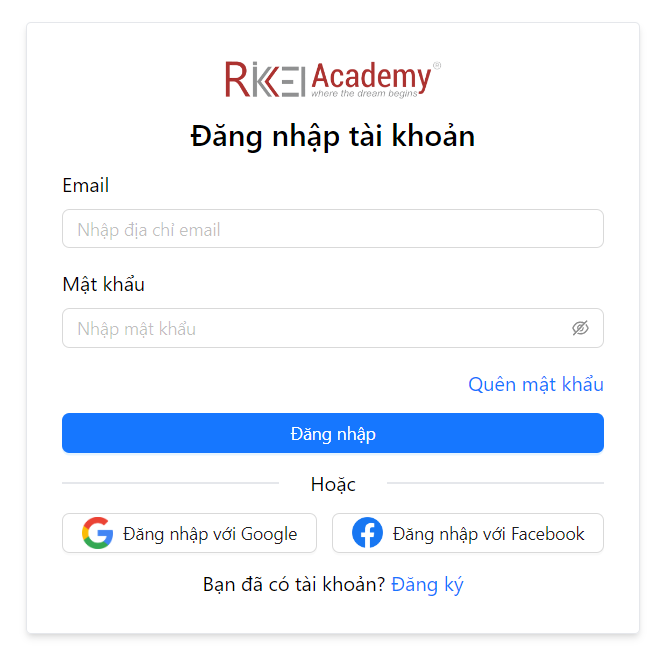 RIKKEI Academy®
where the dream begins
Đăng nhập tài khoản
Email
Nhập địa chỉ email
Mật khẩu
Nhập mật khẩu
Quên mật khẩu
Đăng nhập
Hoặc
Đăng nhập với Google
Đăng nhập với Facebook
Bạn đã có tài khoản? Đăng ký